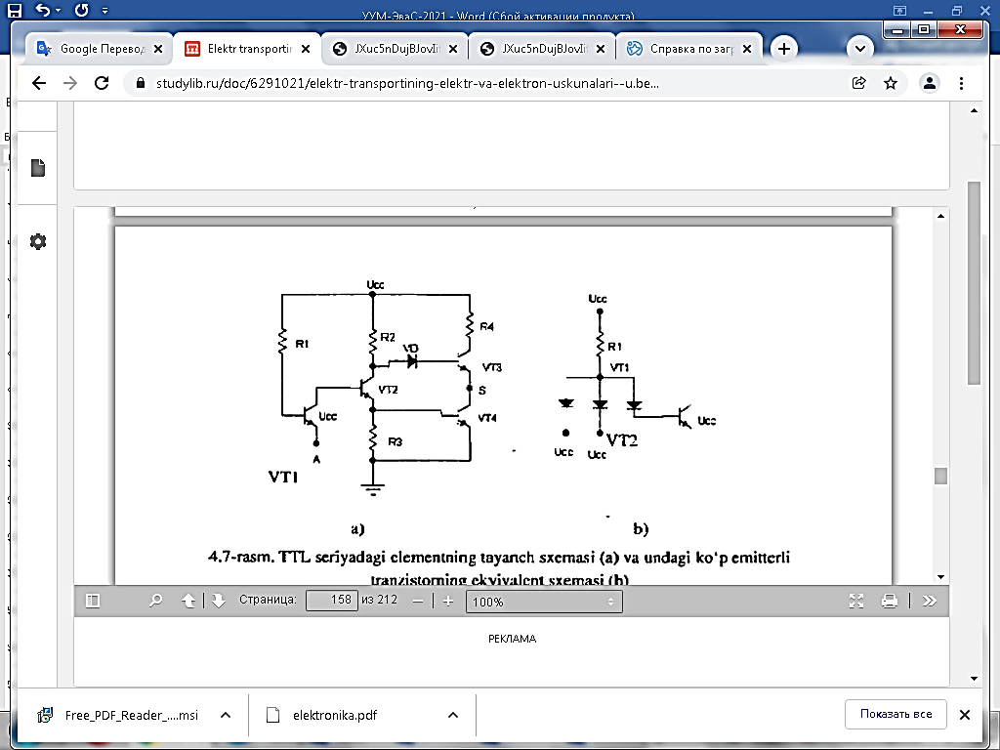 УУМ-ЭваС-2021 - Word (Сбой активации продукта)
Google Перевод
Elektr transportin
JXuc5nDujBJovIi
JXuc5nDujBJovIi
Справка по загр
studylib.ru/doc/6291021/elektr-transportining-elektr-va-elektron-uskunalari--u.be...
Ucc
R1
R2
R4
VD
VT3
VT2
S
Ucc
VT4
R3
A
VT1
a)
Ucc
R1
VT1
Ucc
VT2
Ucc
Ucc
b)
4.7-rasm. TTL seriyadagi elementning tayanch sxemasi (a) va undagi ko'p emitterli
tranzistorning ekvivalent sxemasi (b)
Страница: 158 из 212
100%
РЕКЛАМА
Free_PDF_Reader_....msi
elektronika.pdf
Показать все